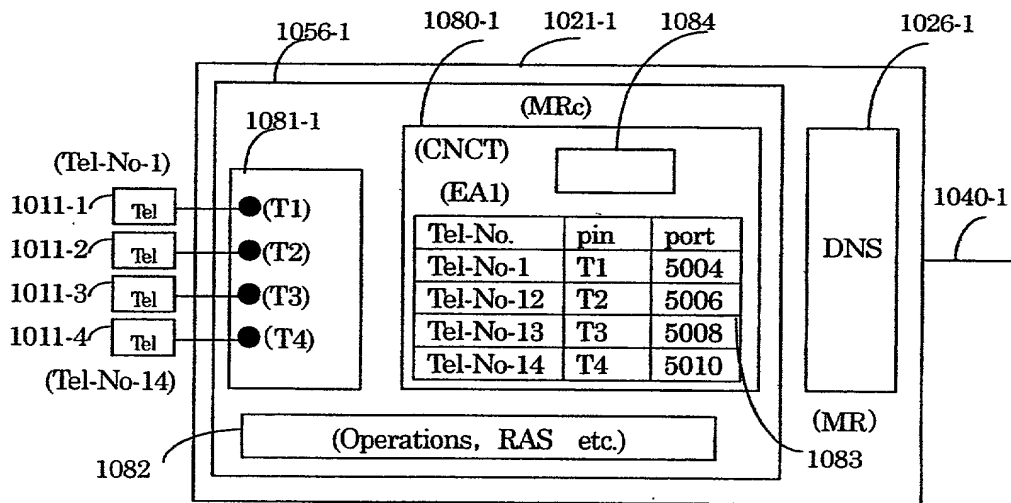 1056-1
1080-1
1021-1
1084
1026-1
(MRc)
1081-1
(CNCT)
(Tel-No-1)
(EA1)
1011-1 Tel (T1)
1011-2 Tel (T2)
1011-3 Tel (T3)
1011-4 Tel (T4)
(Tel-No-14)
Tel-No. pin port
Tel-No-1 T1 5004
Tel-No-12 T2 5006
Tel-No-13 T3 5008
Tel-No-14 T4 5010
DNS
1040-1
(MR)
1082
(Operations, RAS etc.)
1083